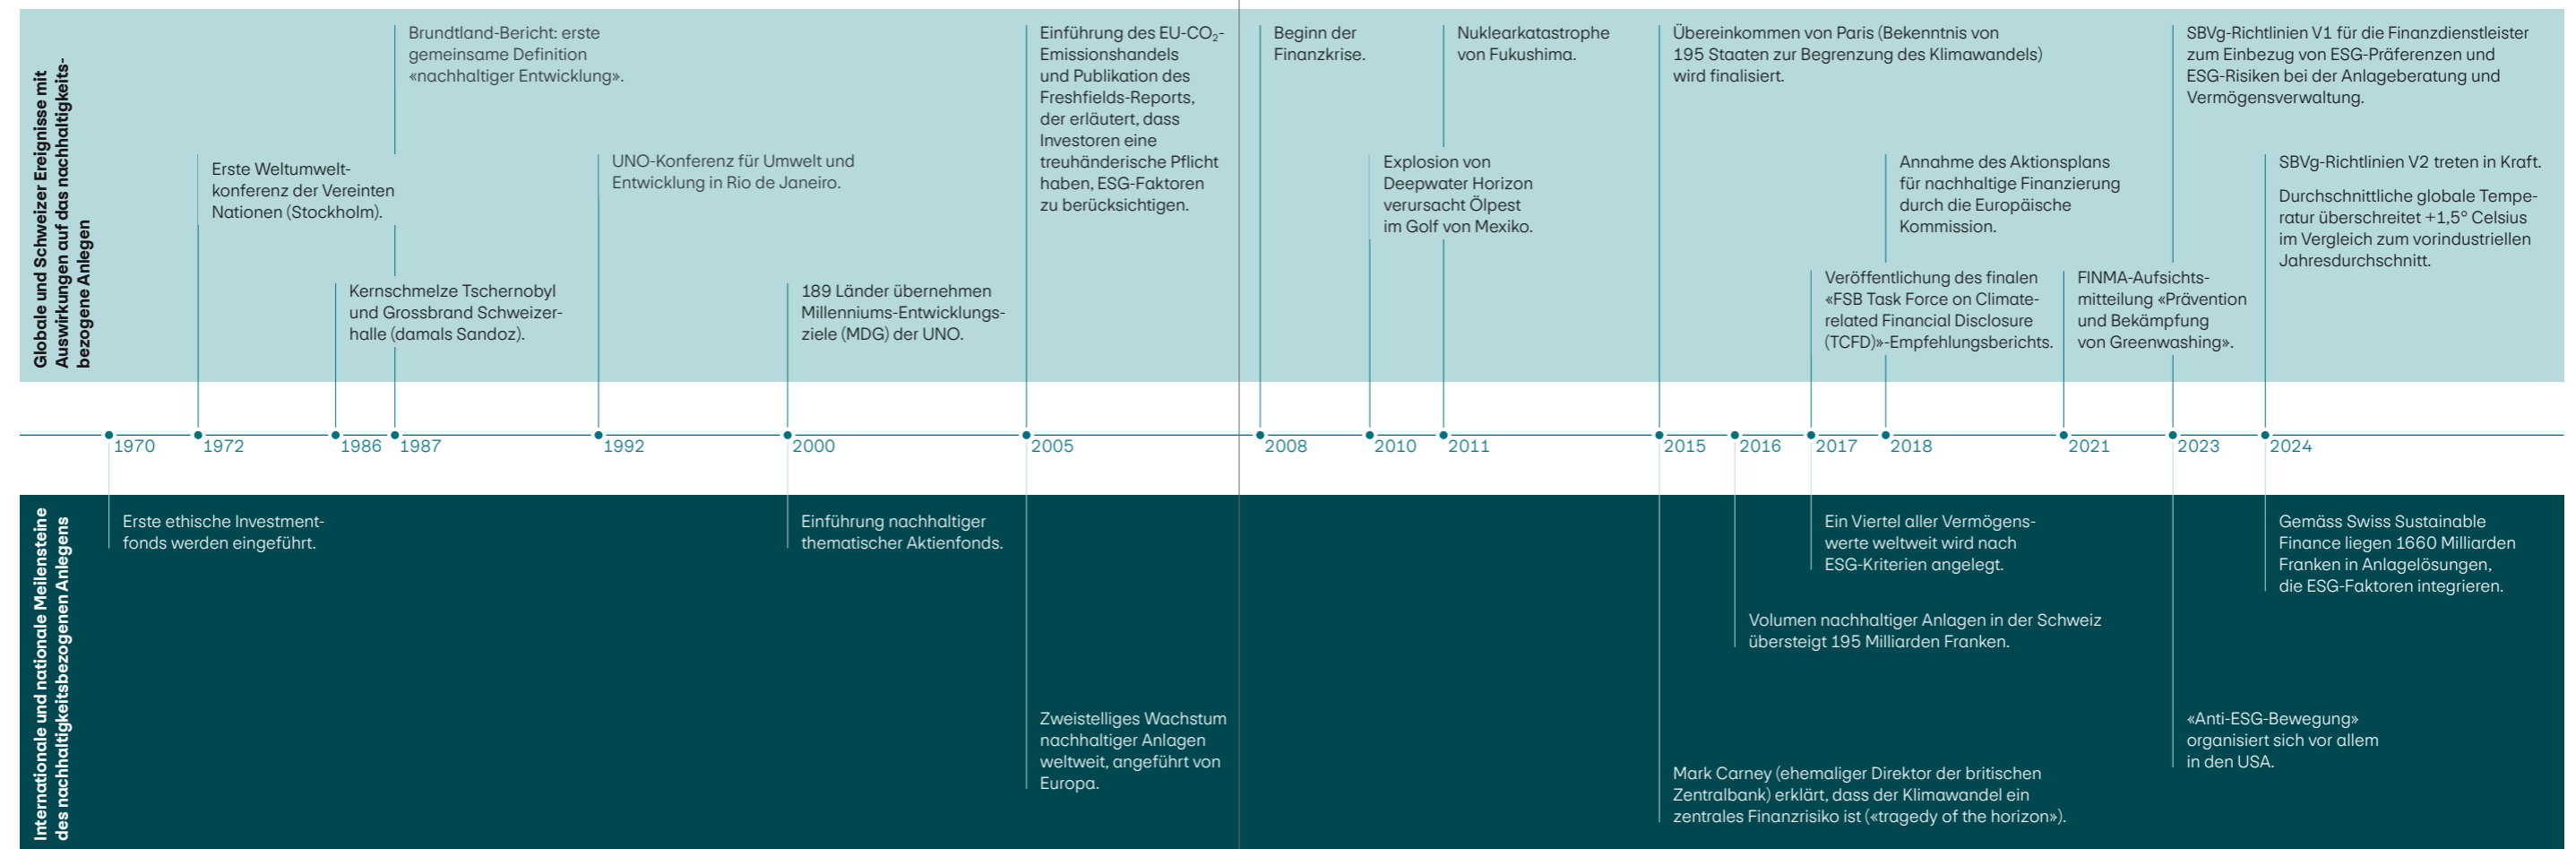 Globale und Schweizer Ereignisse mit
Auswirkungen auf das nachhaltigkeits-
bezogene Anlegen
Brundtland-Bericht: erste
gemeinsame Definition
«nachhaltiger Entwicklung».
Erste Weltumwelt-
konferenz der Vereinten
Nationen (Stockholm).
Kernschmelze Tschernobyl
und Grossbrand Schweizer-
halle (damals Sandoz).
UNO-Konferenz für Umwelt und
Entwicklung in Rio de Janeiro.
189 Länder übernehmen
Millenniums-Entwicklungs-
ziele (MDG) der UNO.
Einführung des EU-CO₂-
Emissionshandels
und Publikation des
Freshfields-Reports,
der erläutert, dass
Investoren eine
treuhänderische Pflicht
haben, ESG-Faktoren
zu berücksichtigen.
Beginn der
Finanzkrise.
Explosion von
Deepwater Horizon
verursacht Ölpest
im Golf von Mexiko.
Nuklearkatastrophe
von Fukushima.
Übereinkommen von Paris (Bekenntnis von
195 Staaten zur Begrenzung des Klimawandels)
wird finalisiert.
Veröffentlichung des finalen
«FSB Task Force on Climate-
related Financial Disclosure
(TCFD)»-Empfehlungsberichts.
Annahme des Aktionsplans
für nachhaltige Finanzierung
durch die Europäische
Kommission.
FINMA-Aufsichts-
mitteilung «Prävention
und Bekämpfung
von Greenwashing».
SBVg-Richtlinien V1 für die Finanzdienstleister
zum Einbezug von ESG-Präferenzen und
ESG-Risiken bei der Anlageberatung und
Vermögensverwaltung.
SBVg-Richtlinien V2 treten in Kraft.
Durchschnittliche globale Tempe-
ratur überschreitet +1,5° Celsius
im Vergleich zum vorindustriellen
Jahresdurchschnitt.
1970
1972
1986
1987
1992
2000
2005
2008
2010
2011
2015
2016
2017
2018
2021
2023
2024
Internationale und nationale Meilensteine
des nachhaltigkeitsbezogenen Anlegens
Erste ethische Investment-
fonds werden eingeführt.
Einführung nachhaltiger
thematischer Aktienfonds.
Zweistelliges Wachstum
nachhaltiger Anlagen
weltweit, angeführt von
Europa.
Mark Carney (ehemaliger Direktor der britischen
Zentralbank) erklärt, dass der Klimawandel ein
zentrales Finanzrisiko ist («tragedy of the horizon»).
Volumen nachhaltiger Anlagen in der Schweiz
übersteigt 195 Milliarden Franken.
Ein Viertel aller Vermögens-
werte weltweit wird nach
ESG-Kriterien angelegt.
«Anti-ESG-Bewegung»
organisiert sich vor allem
in den USA.
Gemäss Swiss Sustainable
Finance liegen 1660 Milliarden
Franken in Anlagelösungen,
die ESG-Faktoren integrieren.